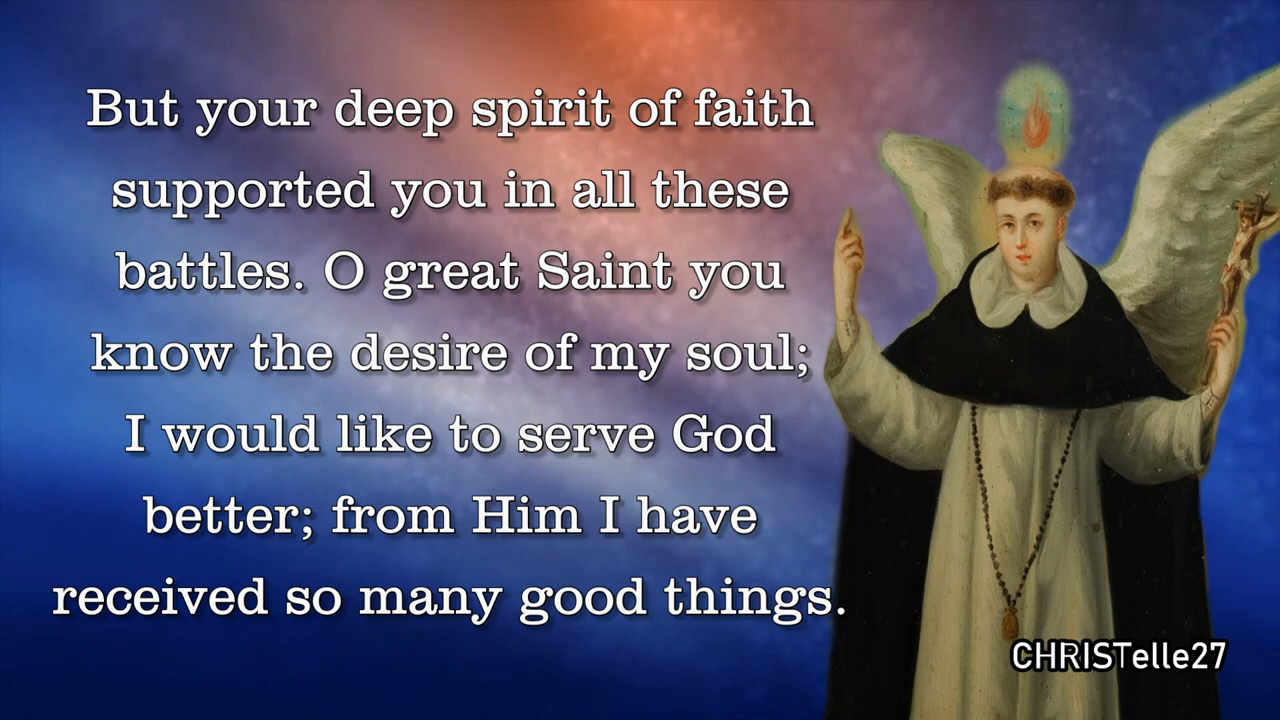 But your deep spirit of faith
supported you in all these
battles. O great Saint you
know the desire of my soul;
I would like to serve God
better; from Him I have
received so many good things.
CHRISTelle27